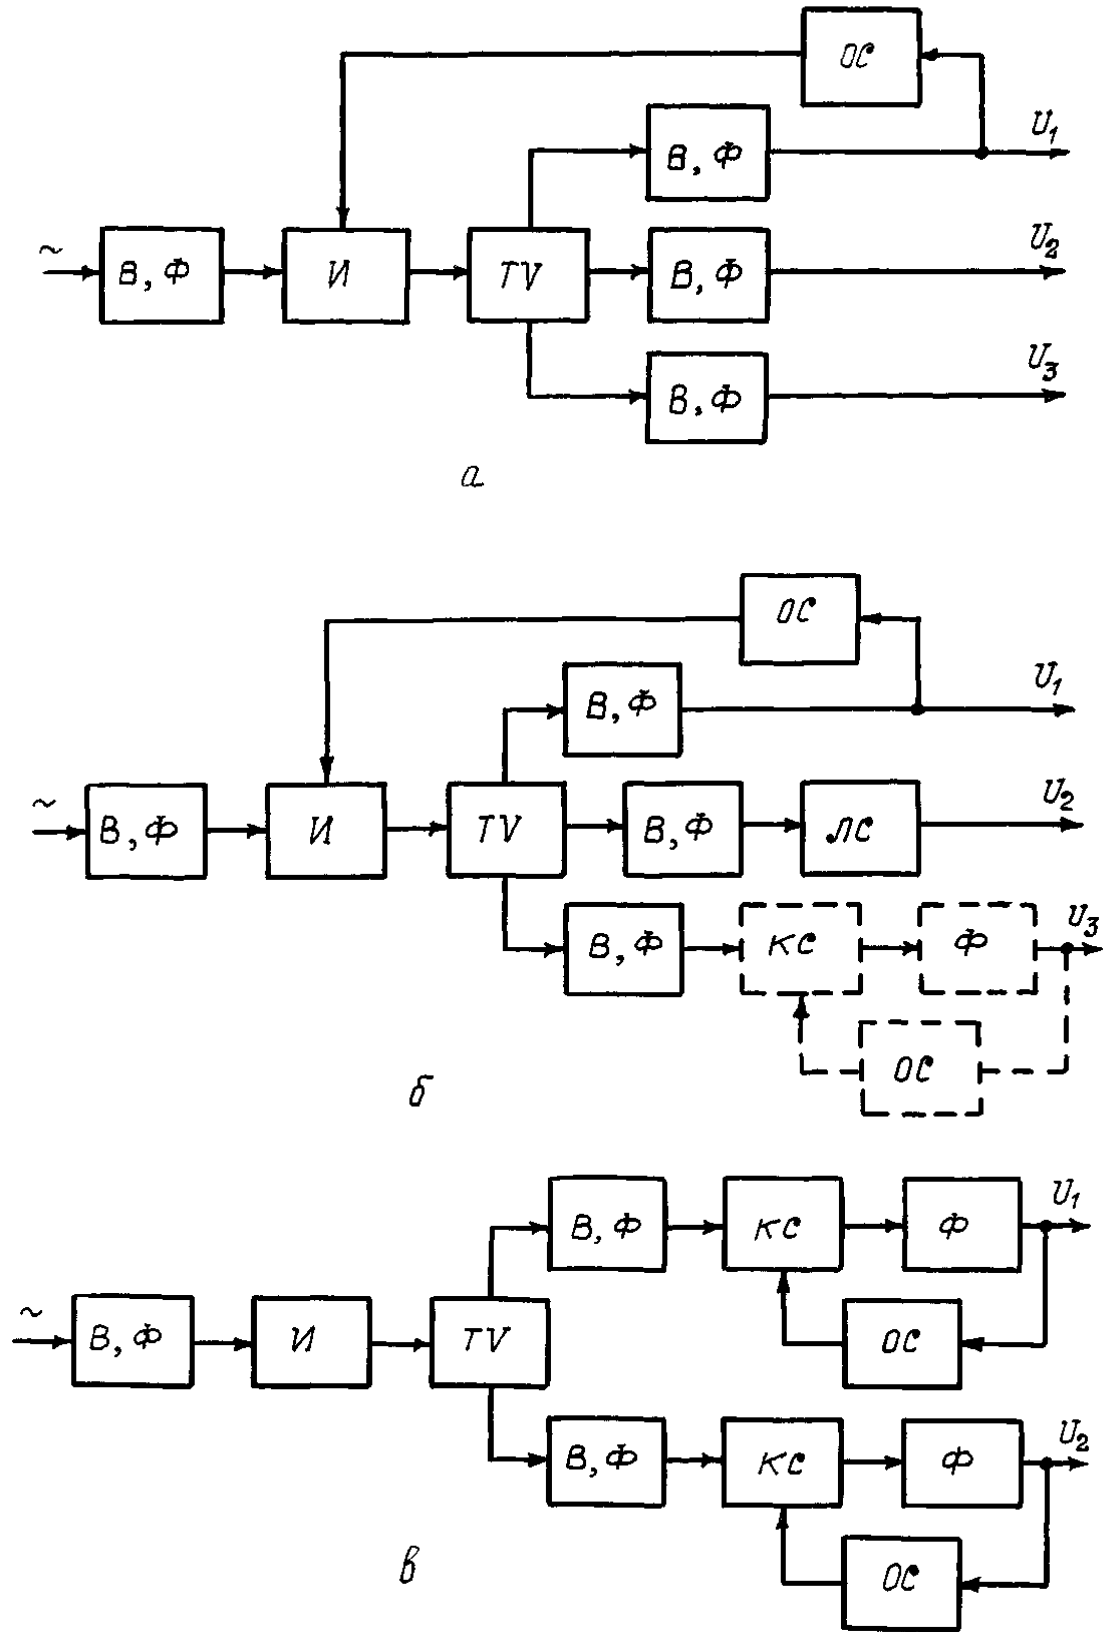 ОС
U₁
В, Ф
~
В, Ф
И
TV
В, Ф
U₂
В, Ф
U₃
а
ОС
U₁
В, Ф
~
В, Ф
И
TV
В, Ф
ЛС
U₂
В, Ф
КС
Ф
U₃
ОС
б
В, Ф
КС
Ф
U₁
~
В, Ф
И
TV
ОС
В, Ф
КС
Ф
U₂
ОС
в